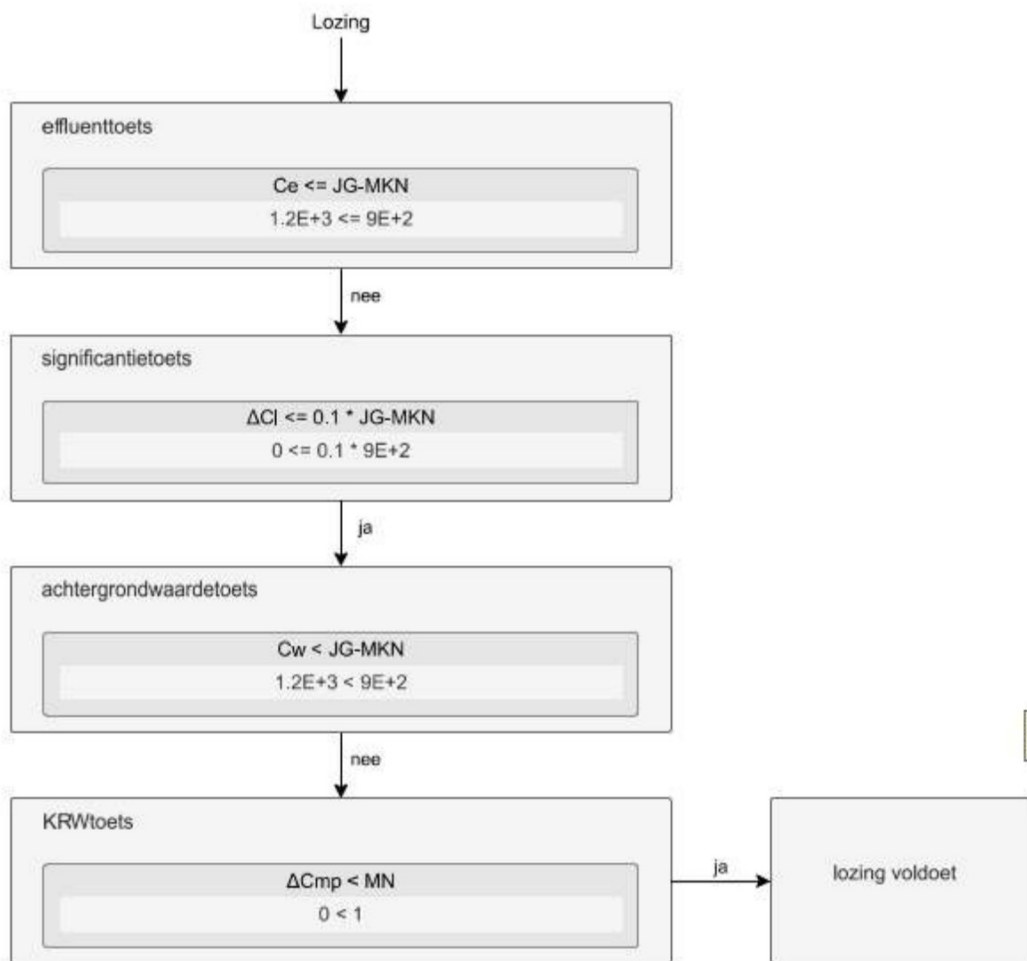 Lozing
effluenttoets
Ce <= JG-MKN
1.2E+3 <= 9E+2
nee
significantietoets
ΔCl <= 0.1 * JG-MKN
0 <= 0.1 * 9E+2
ja
achtergrondwaardetoets
Cw < JG-MKN
1.2E+3 < 9E+2
nee
KRWtoets
ΔCmp < MN
0 < 1
ja
lozing voldoet